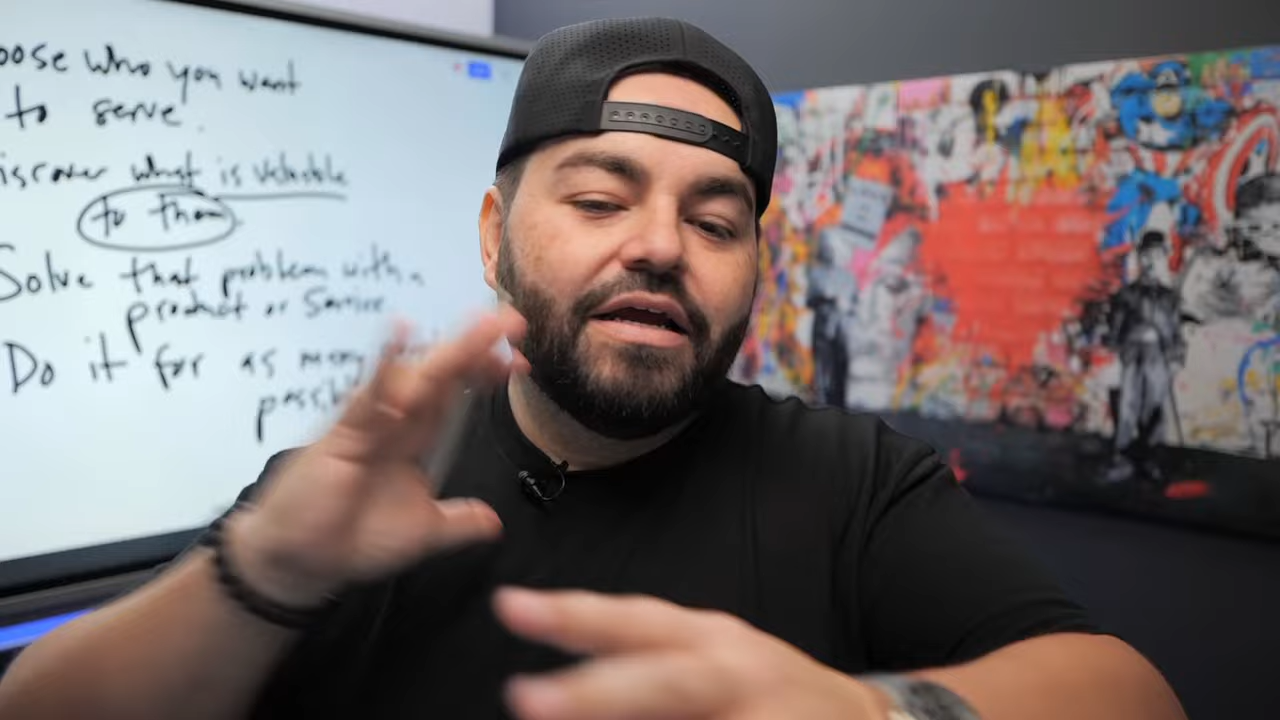 oose who you want
to serve.
iscover what is valuable
to them
Solve that problem with a
product or Service
Do it for as many
possib